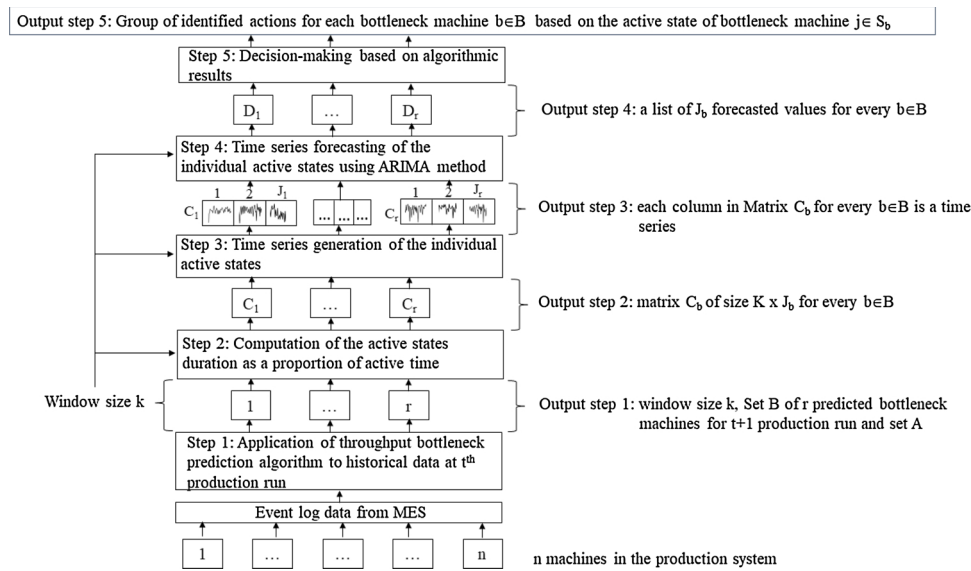 Output step 5: Group of identified actions for each bottleneck machine b∈B based on the active state of bottleneck machine j∈ S_b
Step 5: Decision-making based on algorithmic
results
D₁ ... D_r
Output step 4: a list of J_b forecasted values for every b∈B
Step 4: Time series forecasting of the
individual active states using ARIMA method
1 2 J₁
C₁
... ... ...
1 2 J_r
C_r
Output step 3: each column in Matrix C_b for every b∈B is a time
series
Step 3: Time series generation of the individual
active states
C₁ ... C_r
Output step 2: matrix C_b of size K x J_b for every b∈B
Step 2: Computation of the active states
duration as a proportion of active time
Window size k
1 ... r
Output step 1: window size k, Set B of r predicted bottleneck
machines for t+1 production run and set A
Step 1: Application of throughput bottleneck
prediction algorithm to historical data at tᵗʰ
production run
Event log data from MES
1 ... ... ... n
n machines in the production system